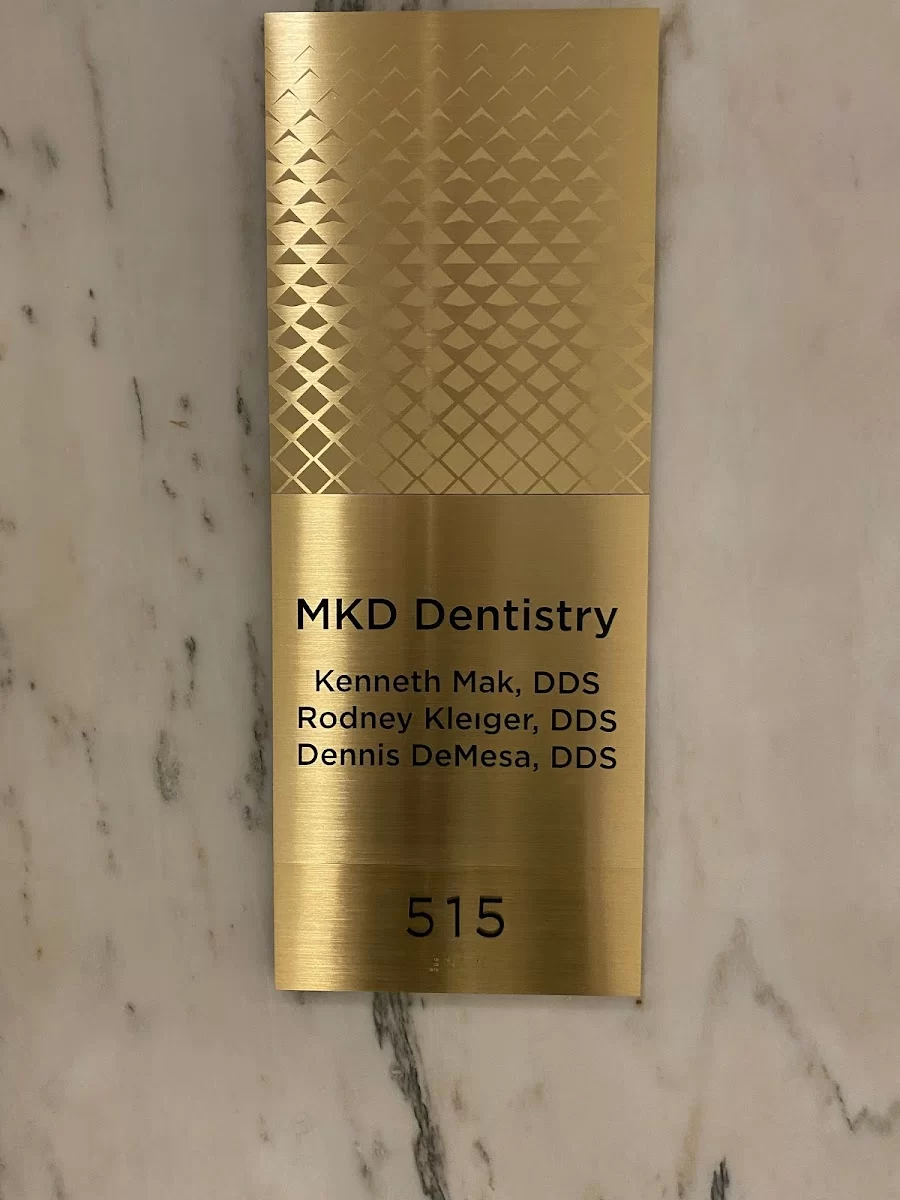 MKD Dentistry
Kenneth Mak, DDS
Rodney Kleiger, DDS
Dennis DeMesa, DDS
515